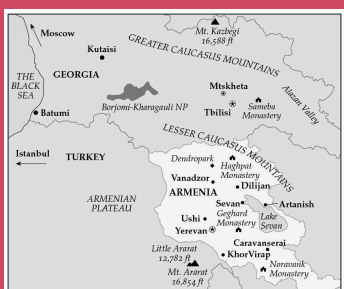 Mt. Kazbegi
16,588 ft
Moscow
Kutaisi
GREATER CAUCASUS MOUNTAINS
THE
BLACK
SEA
GEORGIA
Mtskheta
Alazan Valley
Borjomi-Kharagauli NP
Tbilisi
Sameba
Monastery
Batumi
LESSER CAUCASUS MOUNTAINS
Istanbul
TURKEY
Dendropark
Haghpat
Monastery
Vanadzor
ARMENIA
Dilijan
ARMENIAN
PLATEAU
Sevan
Artanish
Geghard
Monastery
Lake
Sevan
Ushi
Yerevan
Little Ararat
12,782 ft
Caravanserai
KhorVirap
Mt. Ararat
16,854 ft
Noravank
Monastery